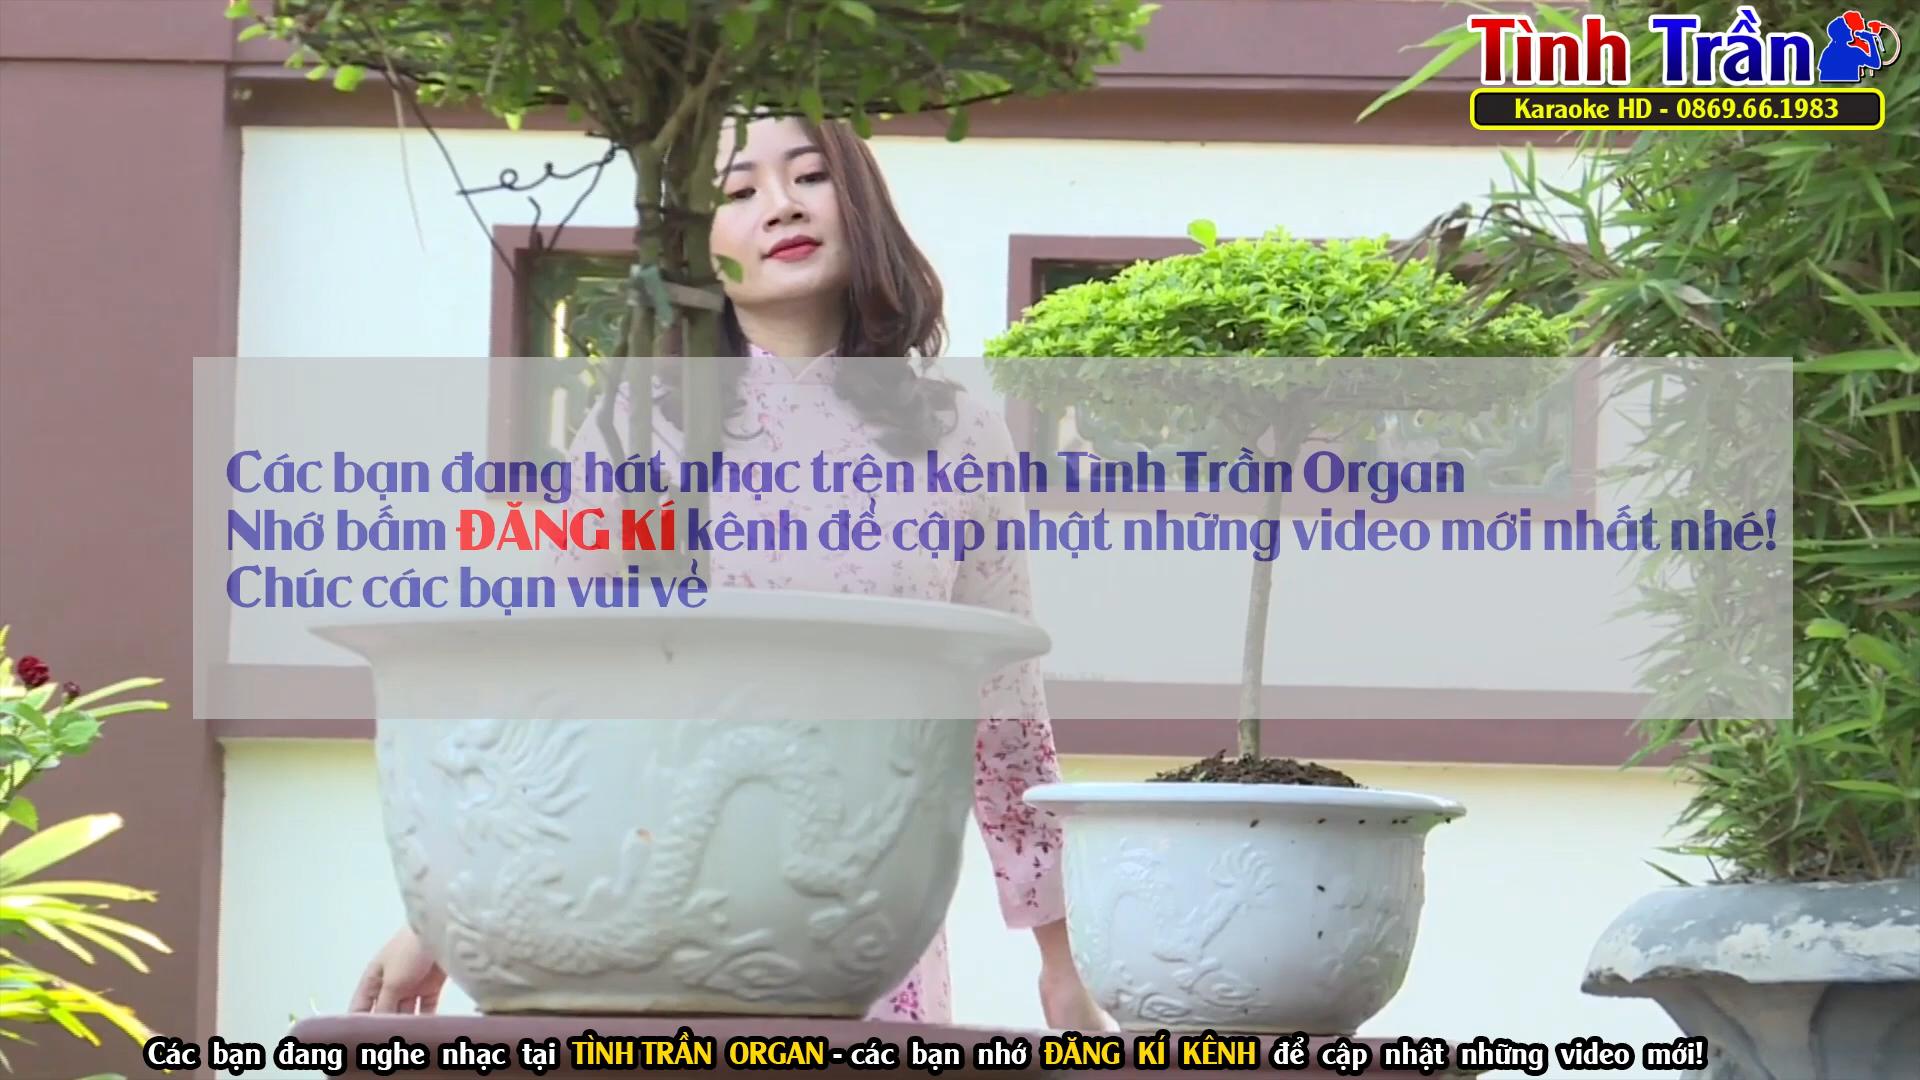 Tình Trần
Karaoke HD - 0869.66.1983
Các bạn đang hát nhạc trên kênh Tình Trần Organ
Nhớ bấm ĐĂNG KÍ kênh để cập nhật những video mới nhất nhé!
Chúc các bạn vui vẻ
Các bạn đang nghe nhạc tại TÌNH TRẦN ORGAN - các bạn nhớ ĐĂNG KÍ KÊNH để cập nhật những video mới!